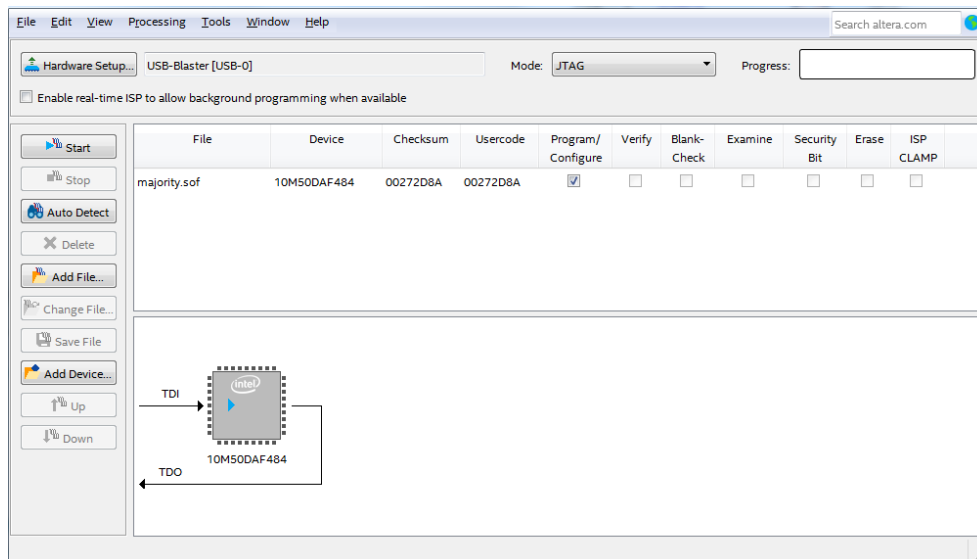 File Edit View Processing Tools Window Help Search altera.com
Hardware Setup... USB-Blaster [USB-0] Mode: JTAG Progress:
Enable real-time ISP to allow background programming when available
Start
Stop
Auto Detect
Delete
Add File...
Change File...
Save File
Add Device...
Up
Down
File Device Checksum Usercode Program/ Verify Blank- Examine Security Erase ISP
Configure Check Bit CLAMP
majority.sof 10M50DAF484 00272D8A 00272D8A
TDI
intel
10M50DAF484
TDO